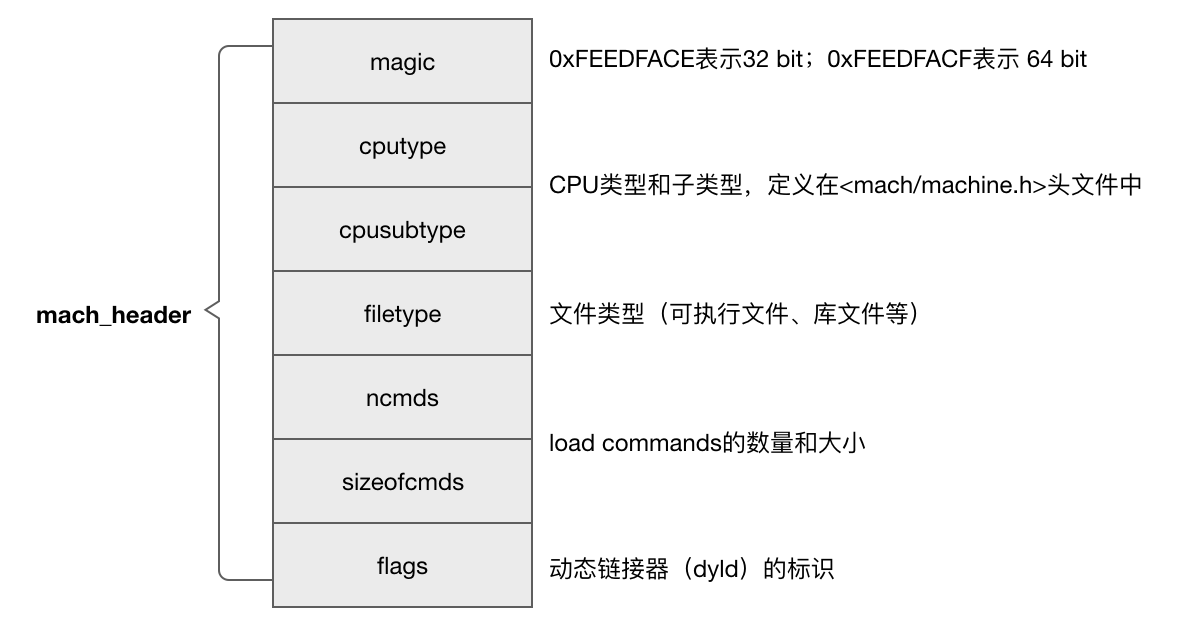 magic
0xFEEDFACE表示32 bit；0xFEEDFACF表示 64 bit
cputype
CPU类型和子类型，定义在<mach/machine.h>头文件中
cpusubtype
mach_header
filetype
文件类型（可执行文件、库文件等）
ncmds
load commands的数量和大小
sizeofcmds
flags
动态链接器（dyld）的标识